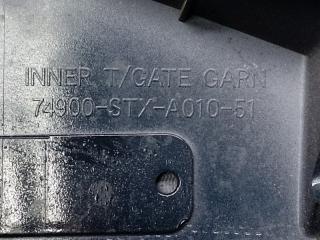 INNER T/GATE GARN
74900-STX-A010-51